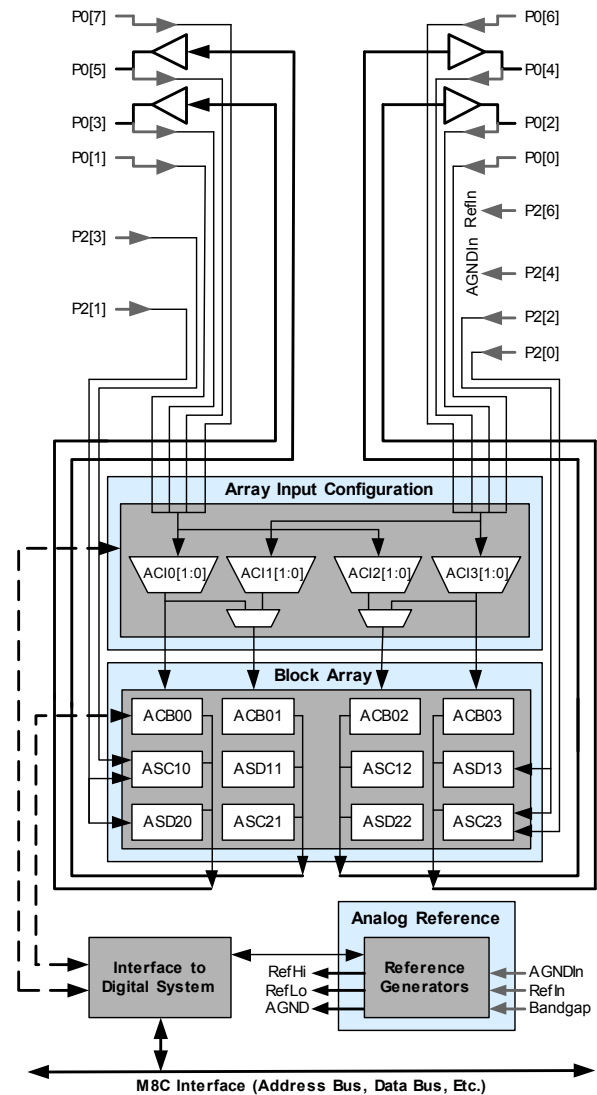 P0[7]
P0[6]
P0[5]
P0[4]
P0[3]
P0[2]
P0[1]
P0[0]
AGNDIn RefIn
P2[6]
P2[3]
P2[4]
P2[1]
P2[2]
P2[0]
Array Input Configuration
ACI0[1:0] ACI1[1:0] ACI2[1:0] ACI3[1:0]
Block Array
ACB00 ACB01 ACB02 ACB03
ASC10 ASD11 ASC12 ASD13
ASD20 ASC21 ASD22 ASC23
Analog Reference
Interface to
Digital System
RefHi
RefLo
AGND
Reference
Generators
AGNDIn
RefIn
Bandgap
M8C Interface (Address Bus, Data Bus, Etc.)